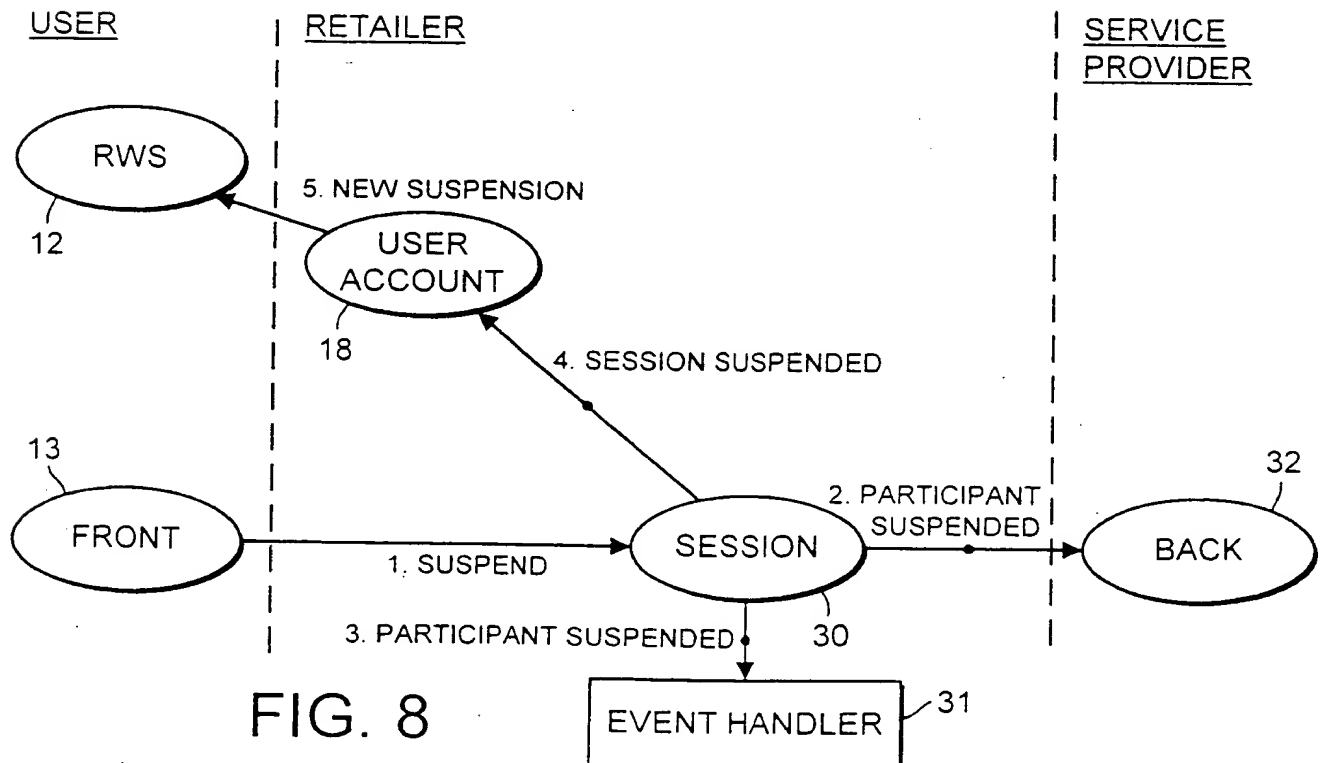 USER
RETAILER
SERVICE
PROVIDER
RWS
12
5. NEW SUSPENSION
USER
ACCOUNT
18
4. SESSION SUSPENDED
13
FRONT
1. SUSPEND
SESSION
30
2. PARTICIPANT
SUSPENDED
32
BACK
3. PARTICIPANT SUSPENDED
EVENT HANDLER
31
FIG. 8